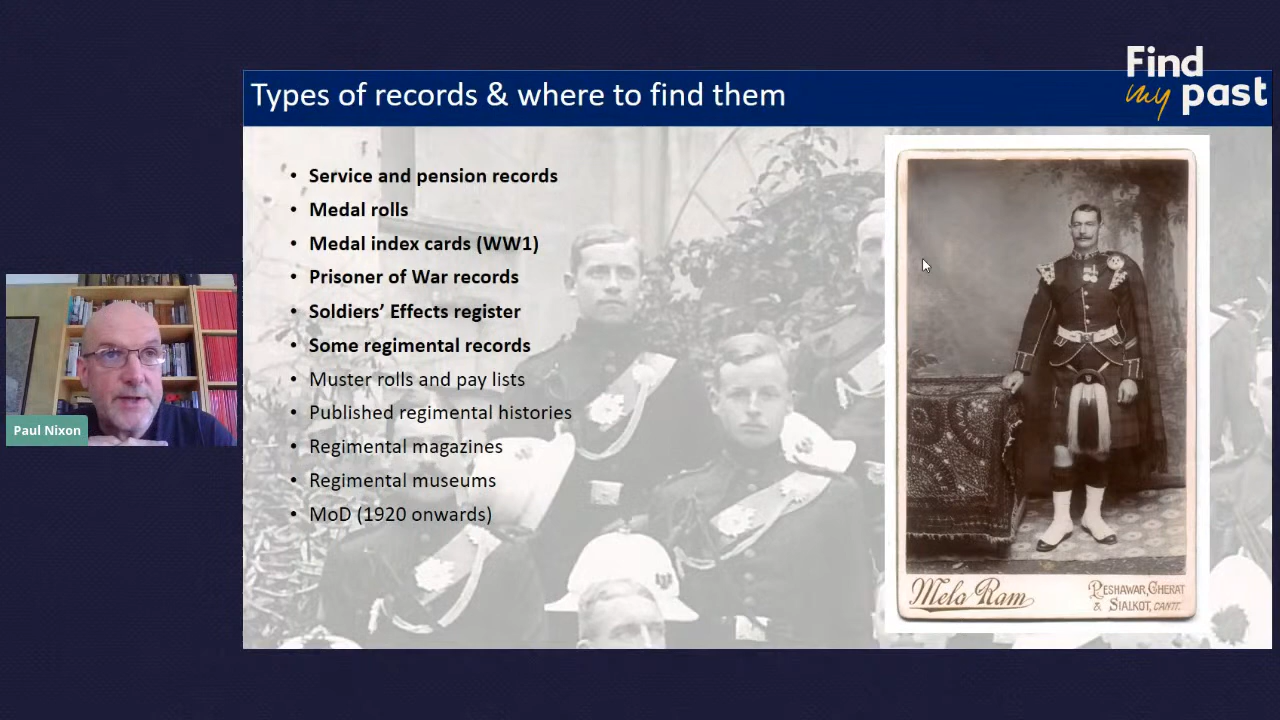 Find
my past
Types of records & where to find them
• Service and pension records
• Medal rolls
• Medal index cards (WW1)
• Prisoner of War records
• Soldiers’ Effects register
• Some regimental records
• Muster rolls and pay lists
• Published regimental histories
• Regimental magazines
• Regimental museums
• MoD (1920 onwards)
Paul Nixon
Mela Ram
PESHAWAR, CHERAT
& SIALKOT, CANTT.